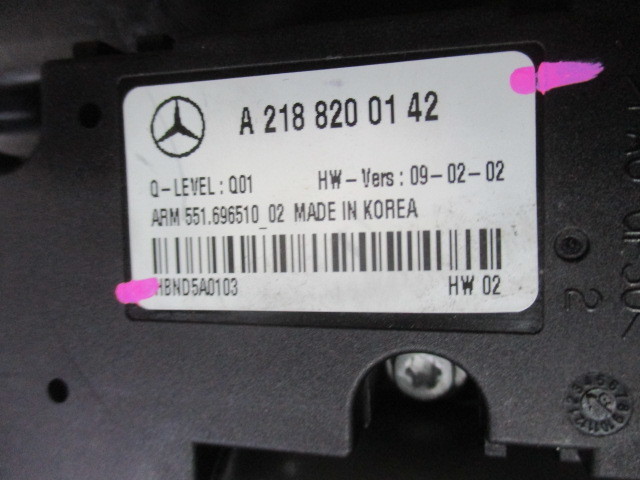 A 218 820 01 42
Q-LEVEL: Q01 HW-Vers: 09-02-02
ARM 551.696510_02 MADE IN KOREA
HBND5A0103 HW 02
2